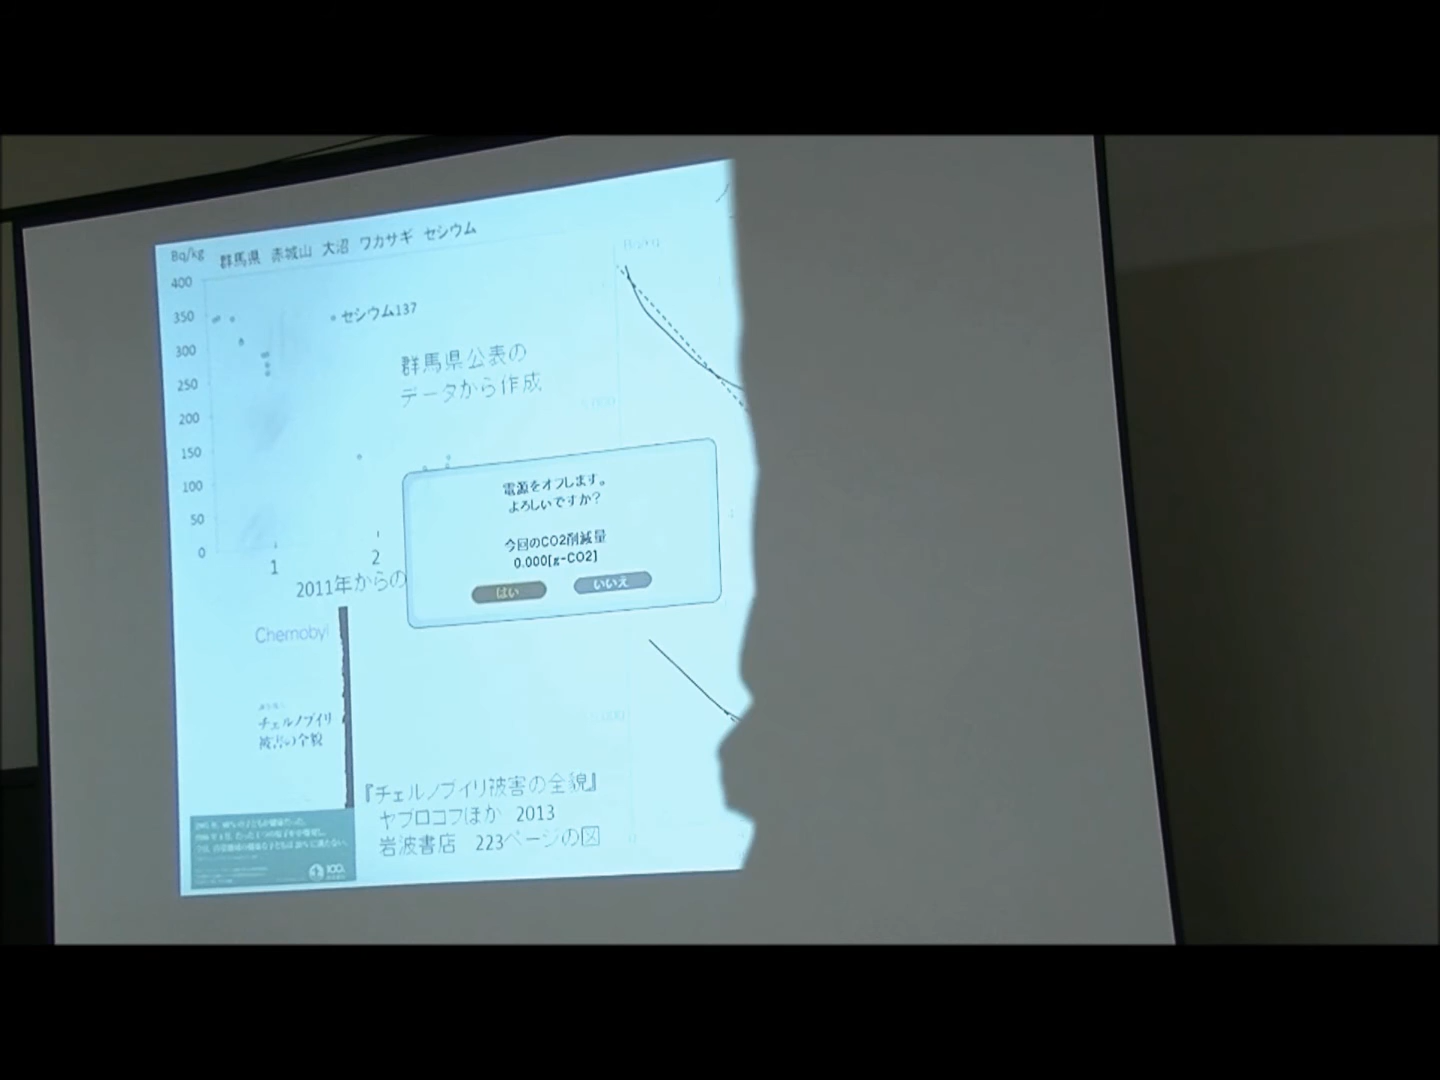 Bq/kg 群馬県 赤城山 大沼 ワカサギ セシウム
400
350
300
250
200
150
100
50
0
セシウム137
群馬県公表の
データから作成
1
2
2011年からの
Bq/kg
電源をオフします。
よろしいですか?
今回のCO2削減量
0.000[g-CO2]
はい
いいえ
Chernobyl
チェルノブイリ
被害の全貌
『チェルノブイリ被害の全貌』
ヤブロコフほか 2013
岩波書店 223ページの図
100